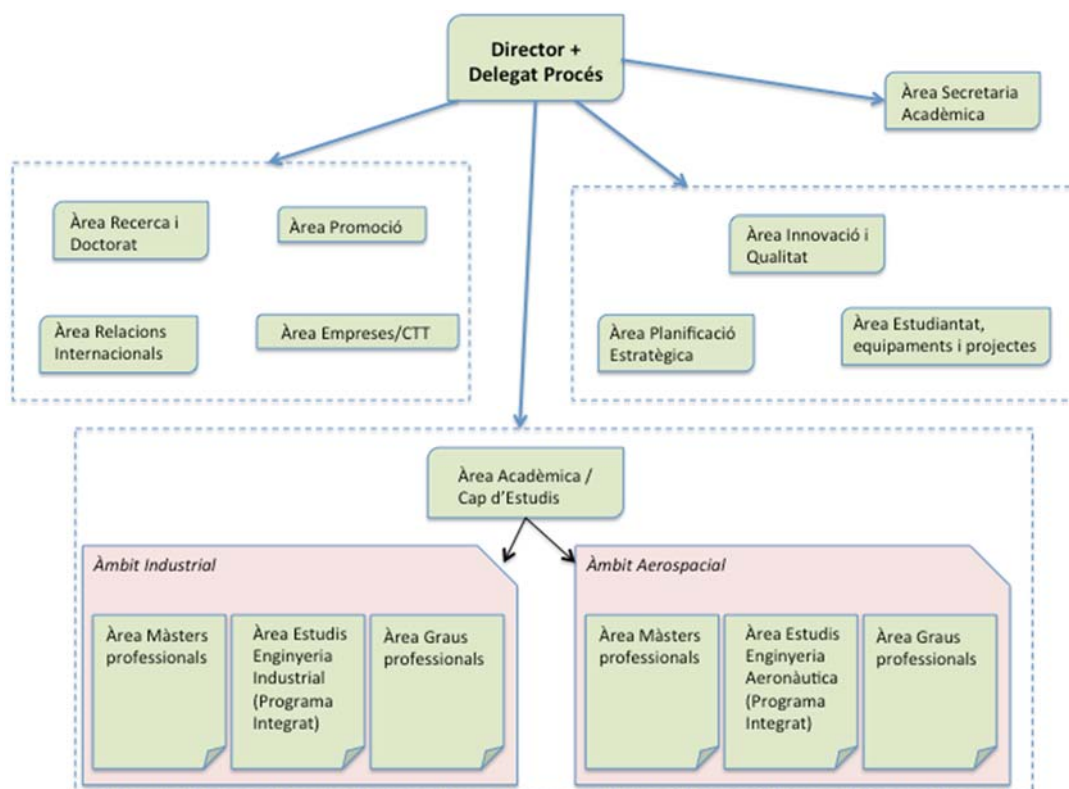 Director +
Delegat Procés
Àrea Secretaria
Acadèmica
Àrea Recerca i
Doctorat
Àrea Promoció
Àrea Relacions
Internacionals
Àrea Empreses/CTT
Àrea Innovació i
Qualitat
Àrea Planificació
Estratègica
Àrea Estudiantat,
equipaments i projectes
Àrea Acadèmica /
Cap d’Estudis
Àmbit Industrial
Àrea Màsters
professionals
Àrea Estudis
Enginyeria
Industrial
(Programa
Integrat)
Àrea Graus
professionals
Àmbit Aerospacial
Àrea Màsters
professionals
Àrea Estudis
Enginyeria
Aeronàutica
(Programa
Integrat)
Àrea Graus
professionals